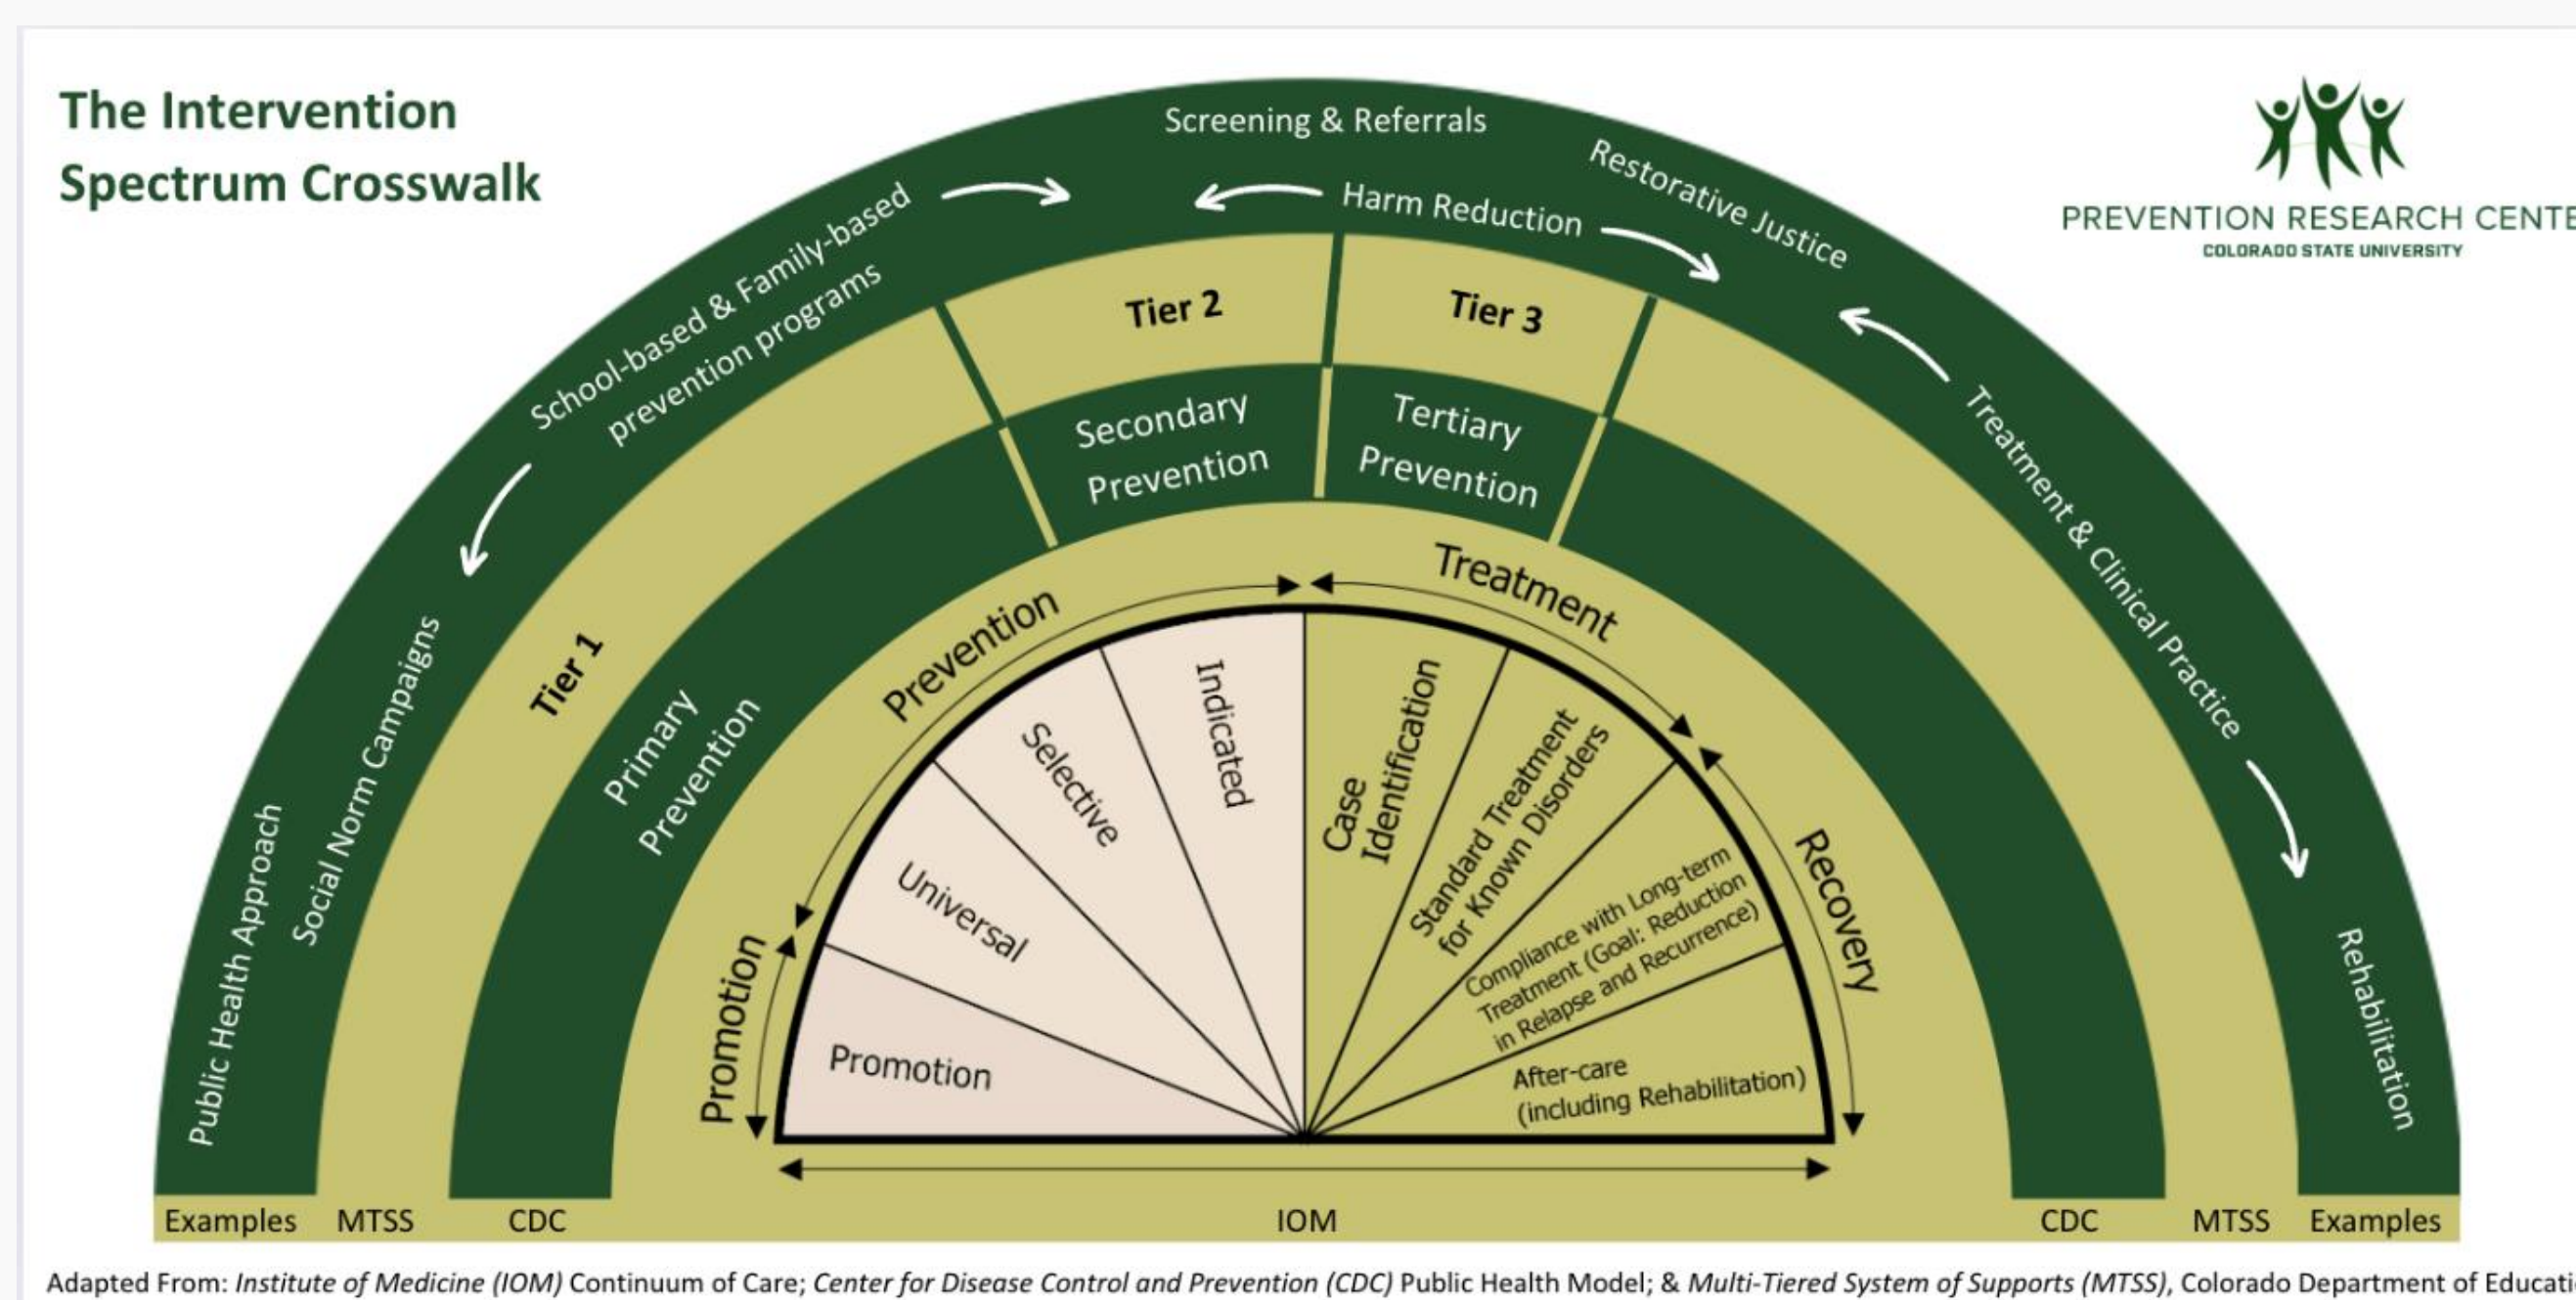 The Intervention
Spectrum Crosswalk
PREVENTION RESEARCH CENTE
COLORADO STATE UNIVERSITY
Public Health Approach
Social Norm Campaigns
School-based & Family-based
prevention programs
Screening & Referrals
Harm Reduction
Restorative Justice
Treatment & Clinical Practice
Rehabilitation
Tier 1
Tier 2
Tier 3
Primary
Prevention
Secondary
Prevention
Tertiary
Prevention
Promotion
Prevention
Treatment
Recovery
Promotion
Universal
Selective
Indicated
Case
Identification
Standard Treatment
for Known Disorders
Compliance with Long-term
Treatment (Goal: Reduction
in Relapse and Recurrence)
After-care
(including Rehabilitation)
Examples MTSS CDC IOM CDC MTSS Examples
Adapted From: Institute of Medicine (IOM) Continuum of Care; Center for Disease Control and Prevention (CDC) Public Health Model; & Multi-Tiered System of Supports (MTSS), Colorado Department of Educati